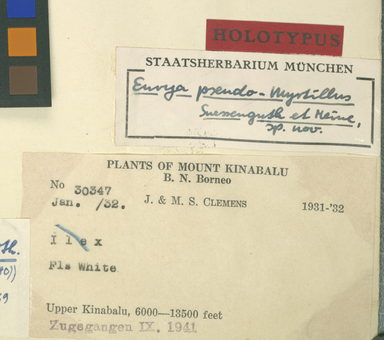 HOLOTYPUS
STAATSHERBARIUM MÜNCHEN
Eurya pseudo-Myrtillus
Suessenguth et Heine,
sp. nov.
PLANTS OF MOUNT KINABALU
B. N. Borneo
No 30347
Jan. /32. J. & M. S. CLEMENS 1931-'32
Ilex
Fls White
Upper Kinabalu, 6000—13500 feet
Zugegangen IX. 1941